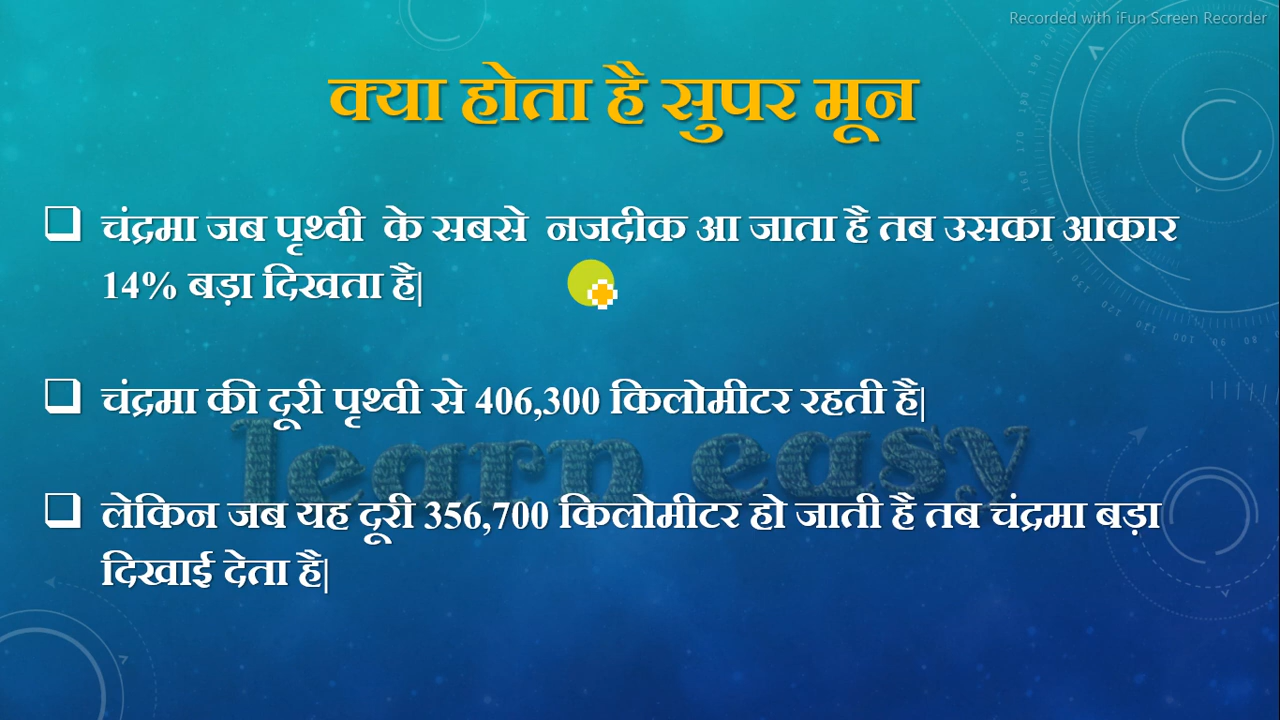 Recorded with iFun Screen Recorder
क्या होता है सुपर मून
चंद्रमा जब पृथ्वी के सबसे नजदीक आ जाता है तब उसका आकार
14% बड़ा दिखता है|
चंद्रमा की दूरी पृथ्वी से 406,300 किलोमीटर रहती है|
learn easy
लेकिन जब यह दूरी 356,700 किलोमीटर हो जाती है तब चंद्रमा बड़ा
दिखाई देता है|